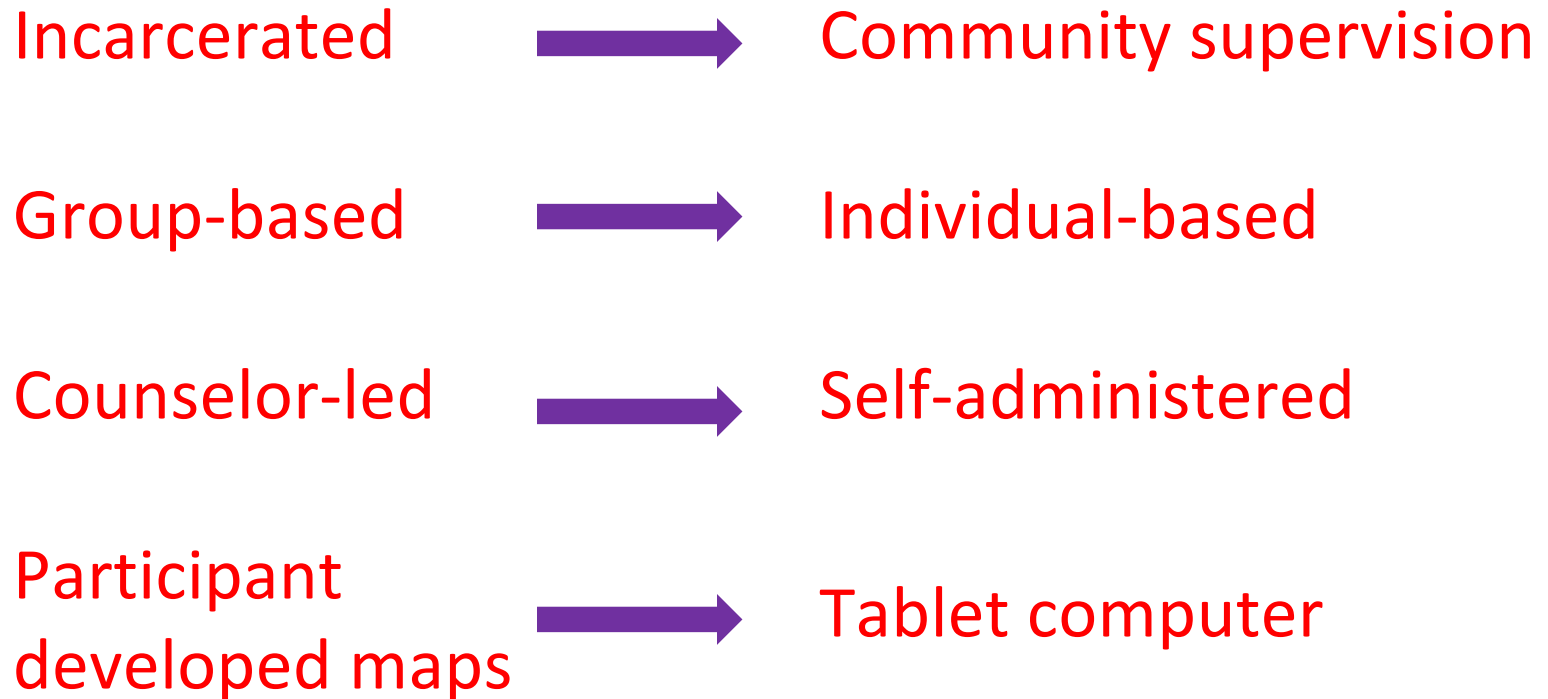 Incarcerated Community supervision
Group-based Individual-based
Counselor-led Self-administered
Participant
developed maps Tablet computer